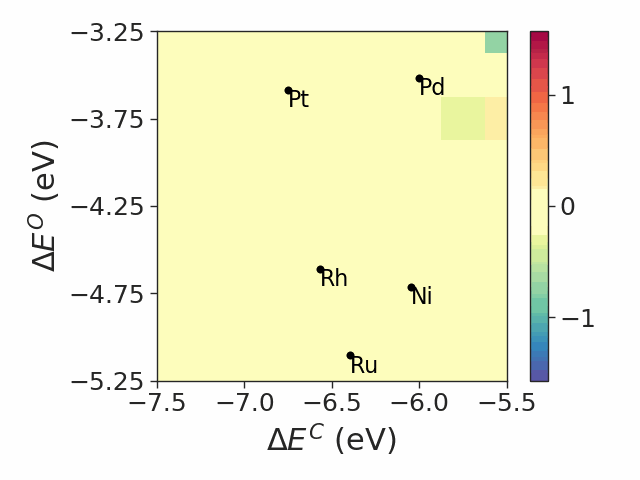 −3.25
−3.75
−4.25
−4.75
−5.25
−7.5 −7.0 −6.5 −6.0 −5.5
ΔE^O (eV)
ΔE^C (eV)
Pt
Pd
Rh
Ni
Ru
1
0
−1